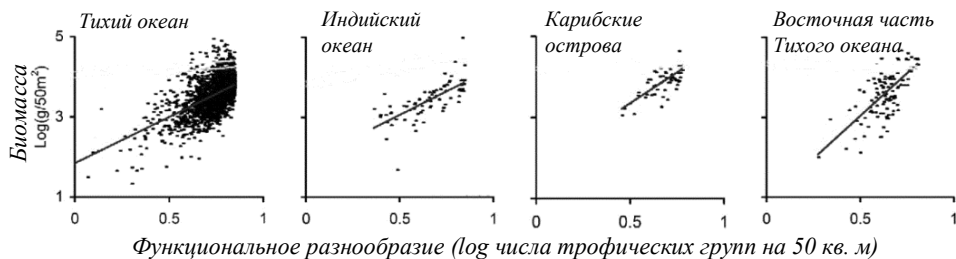 Тихий океан
Индийский
океан
Карибские
острова
Восточная часть
Тихого океана
Биомасса
Log(g/50m²)
5
3
1
0 0.5 1
0 0.5 1
0 0.5 1
0 0.5 1
Функциональное разнообразие (log числа трофических групп на 50 кв. м)